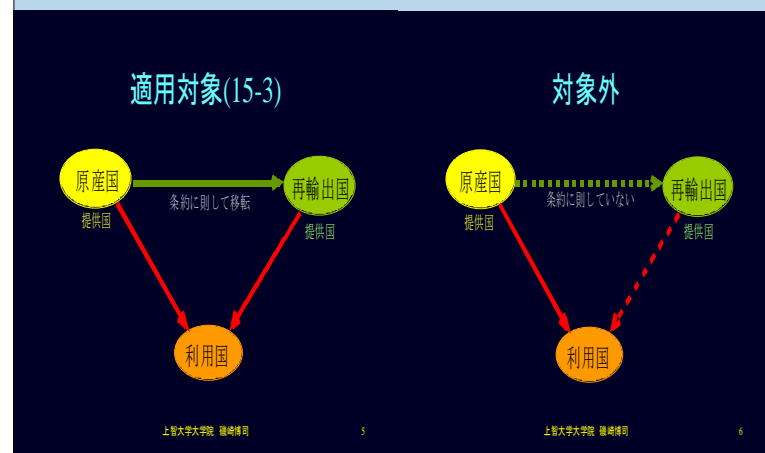 適用対象(15-3)
原産国
条約に則して移転
再輸出国
提供国
提供国
利用国
上智大学大学院 磯崎博司
5
対象外
原産国
条約に則していない
再輸出国
提供国
提供国
利用国
上智大学大学院 磯崎博司
6